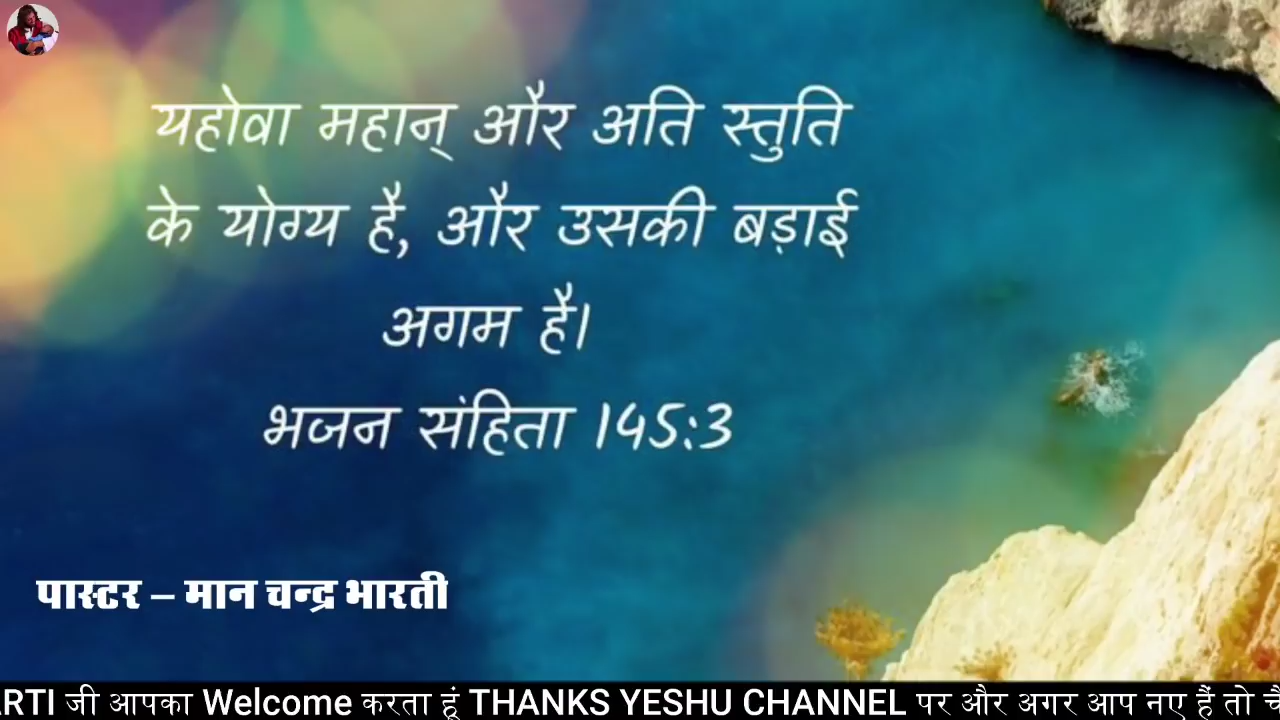 यहोवा महान् और अति स्तुति
के योग्य है, और उसकी बड़ाई
अगम है।
भजन संहिता 145:3
पास्टर – मान चन्द्र भारती
ARTI जी आपका Welcome करता हूं THANKS YESHU CHANNEL पर और अगर आप नए हैं तो